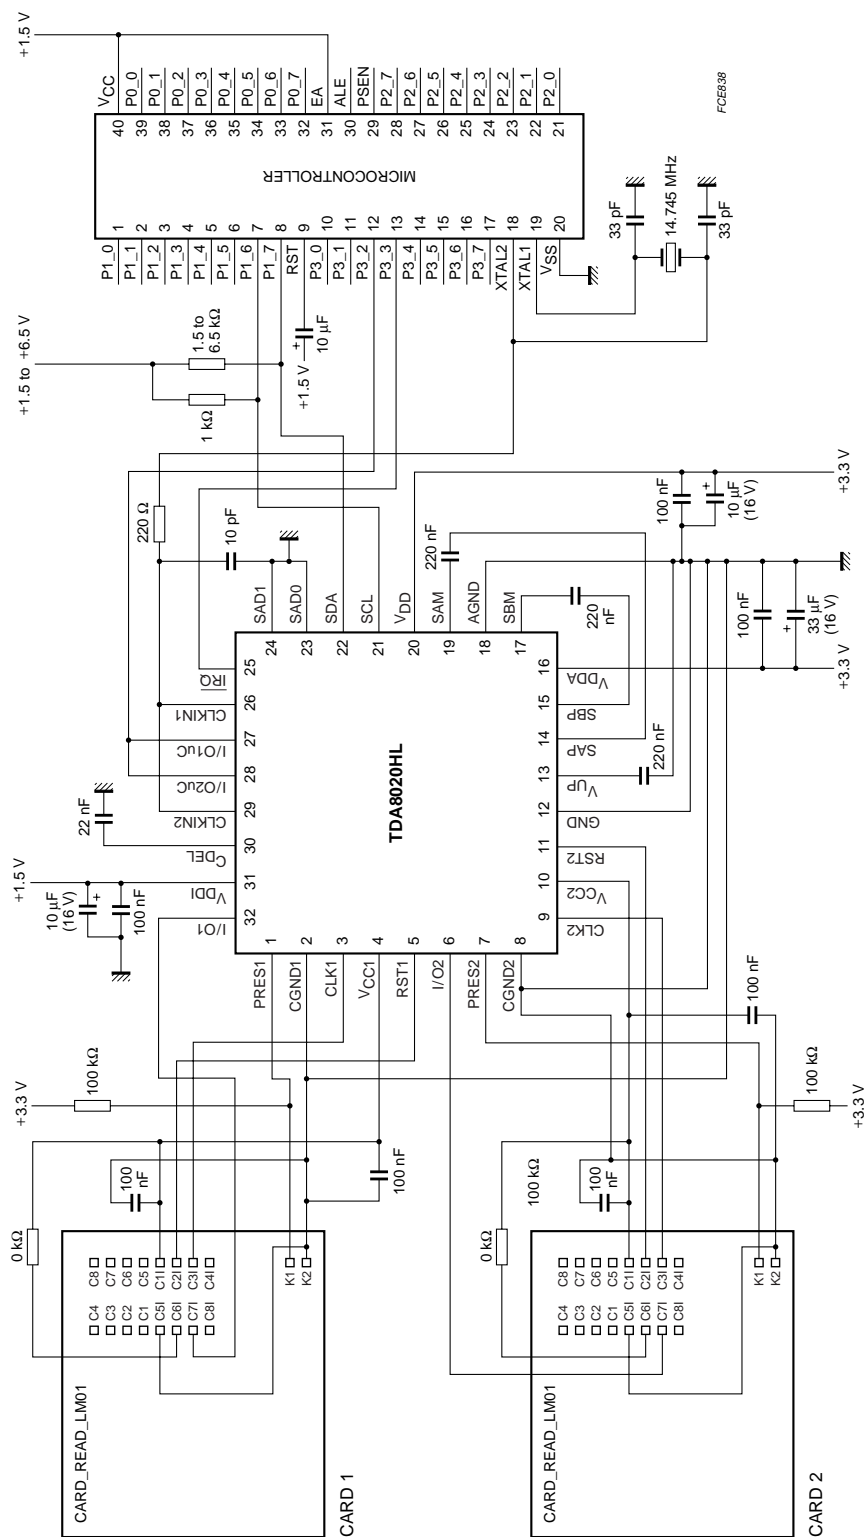 +1.5 V
VCC
P0_0
P0_1
P0_2
P0_3
P0_4
P0_5
P0_6
P0_7
EA
ALE
PSEN
P2_7
P2_6
P2_5
P2_4
P2_3
P2_2
P2_1
P2_0
40
39
38
37
36
35
34
33
32
31
30
29
28
27
26
25
24
23
22
21
MICROCONTROLLER
1
2
3
4
5
6
7
8
9
10
11
12
13
14
15
16
17
18
19
20
P1_0
P1_1
P1_2
P1_3
P1_4
P1_5
P1_6
P1_7
RST
P3_0
P3_1
P3_2
P3_3
P3_4
P3_5
P3_6
P3_7
XTAL2
XTAL1
VSS
33 pF
14.745 MHz
33 pF
FCE838
+1.5 to +6.5 V
1.5 to
6.5 kΩ
1 kΩ
+1.5 V
+
10 μF
220 Ω
10 pF
SAD1
SAD0
SDA
SCL
VDD
SAM
AGND
SBM
24
23
22
21
20
19
18
17
220 nF
220
nF
100 nF
+
10 μF
(16 V)
+3.3 V
100 nF
+
33 μF
(16 V)
+3.3 V
IRQ
CLKIN1
I/O1uC
I/O2uC
CLKIN2
CDEL
VDDI
I/O1
25
26
27
28
29
30
31
32
22 nF
+1.5 V
10 μF
(16 V)
+
100 nF
TDA8020HL
16
15
14
13
12
11
10
9
VDDA
SBP
SAP
VUP
GND
RST2
VCC2
CLK2
220 nF
1
2
3
4
5
6
7
8
PRES1
CGND1
CLK1
VCC1
RST1
I/O2
PRES2
CGND2
+3.3 V
100 kΩ
0 kΩ
100
nF
100 nF
C8
C7
C6
C5
C1I
C2I
C3I
C4I
C4
C3
C2
C1
C5I
C6I
C7I
C8I
K1
K2
CARD_READ_LM01
CARD 1
100 nF
100 kΩ
+3.3 V
0 kΩ
100 kΩ
100
nF
C8
C7
C6
C5
C1I
C2I
C3I
C4I
C4
C3
C2
C1
C5I
C6I
C7I
C8I
K1
K2
CARD_READ_LM01
CARD 2